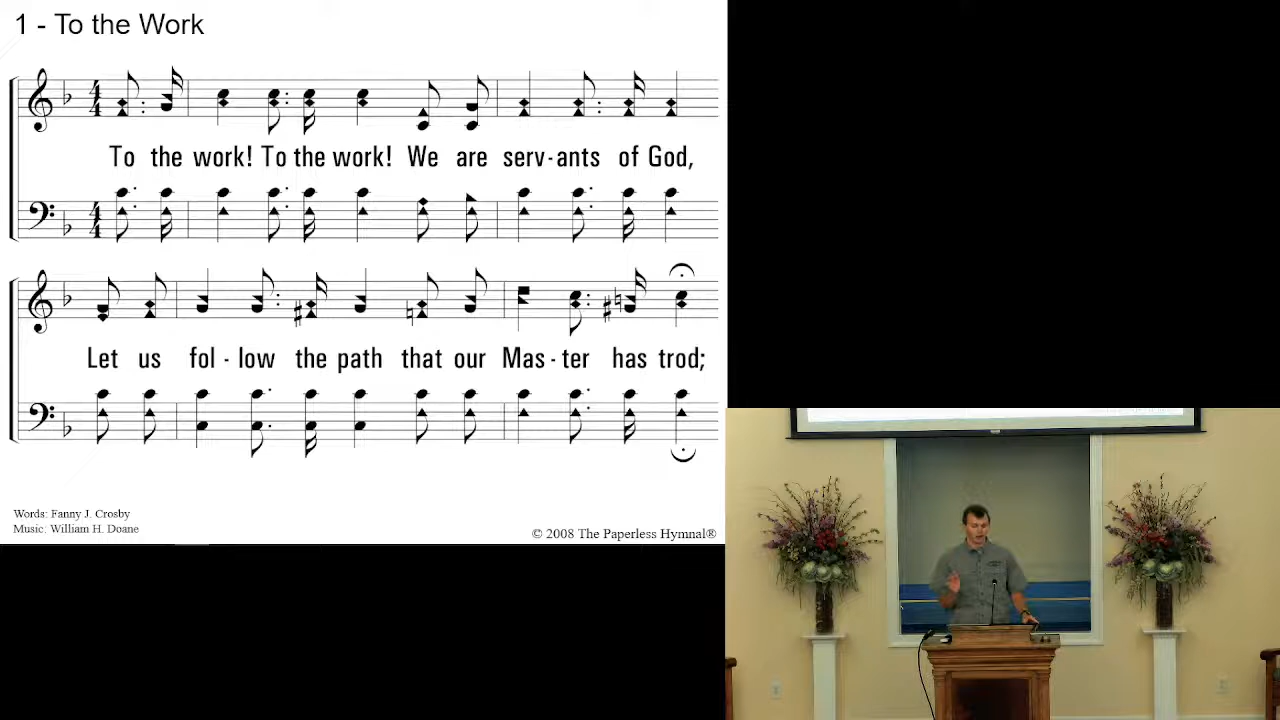 1 - To the Work
To the work! To the work! We are serv-ants of God,
Let us fol-low the path that our Mas-ter has trod;
Words: Fanny J. Crosby
Music: William H. Doane
© 2008 The Paperless Hymnal®